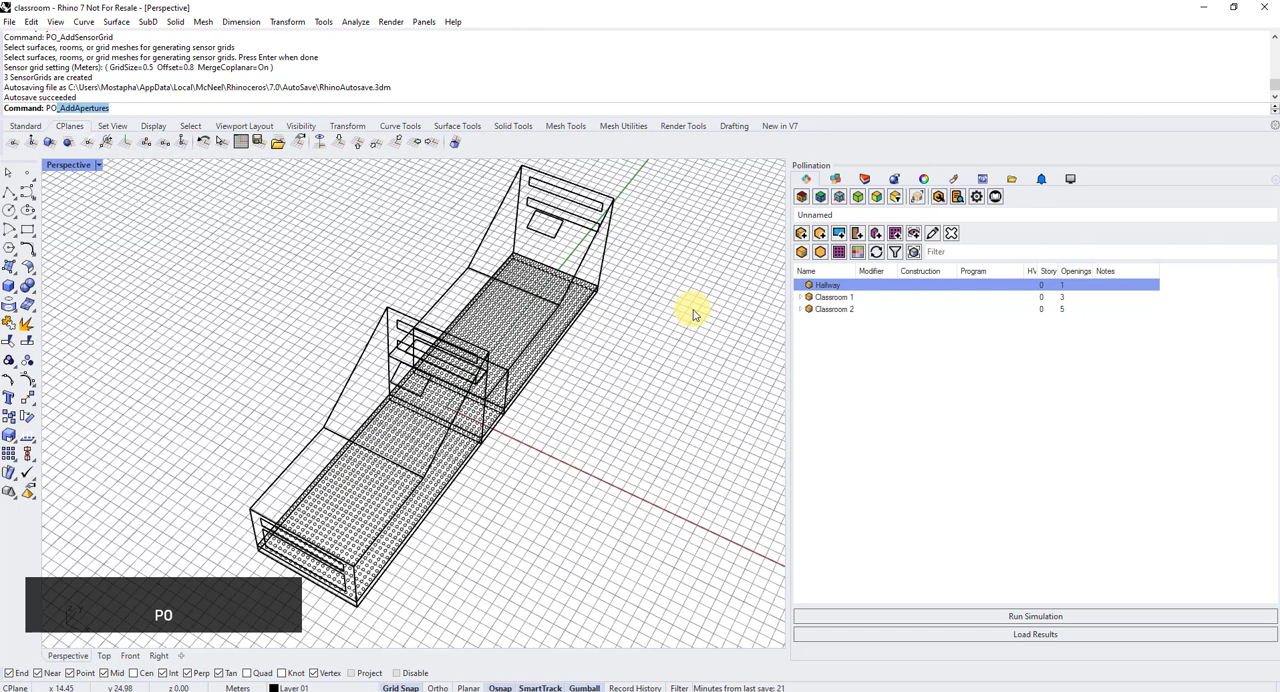 classroom - Rhino 7 Not For Resale - [Perspective]
File Edit View Curve Surface SubD Solid Mesh Dimension Transform Tools Analyze Render Panels Help
Command: PO_AddSensorGrid
Select surfaces, rooms, or grid meshes for generating sensor grids
Select surfaces, rooms, or grid meshes for generating sensor grids. Press Enter when done
Sensor grid setting (Meters): ( GridSize=0.5 Offset=0.8 MergeCoplanar=On )
3 SensorGrids are created
Autosaving file as C:\Users\Mostapha\AppData\Local\McNeel\Rhinoceros\7.0\AutoSave\RhinoAutosave.3dm
Autosave succeeded
Command: PO_AddApertures
Standard CPlanes Set View Display Select Viewport Layout Visibility Transform Curve Tools Surface Tools Solid Tools Mesh Tools Mesh Utilities Render Tools Drafting New in V7
Perspective
Pollination
Unnamed
Filter
Name Modifier Construction Program HV Story Openings Notes
Hallway 0 1
Classroom 1 0 3
Classroom 2 0 5
PO
Run Simulation
Load Results
Perspective Top Front Right
End Near Point Mid Cen Int Perp Tan Quad Knot Vertex Project Disable
CPlane x 14.45 y 24.98 z 0.00 Meters Layer 01 Grid Snap Ortho Planar Osnap SmartTrack Gumball Record History Filter Minutes from last save: 21